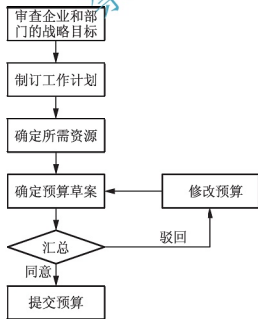 审查企业和部
门的战略目标
制订工作计划
确定所需资源
确定预算草案
修改预算
汇总
驳回
同意
提交预算